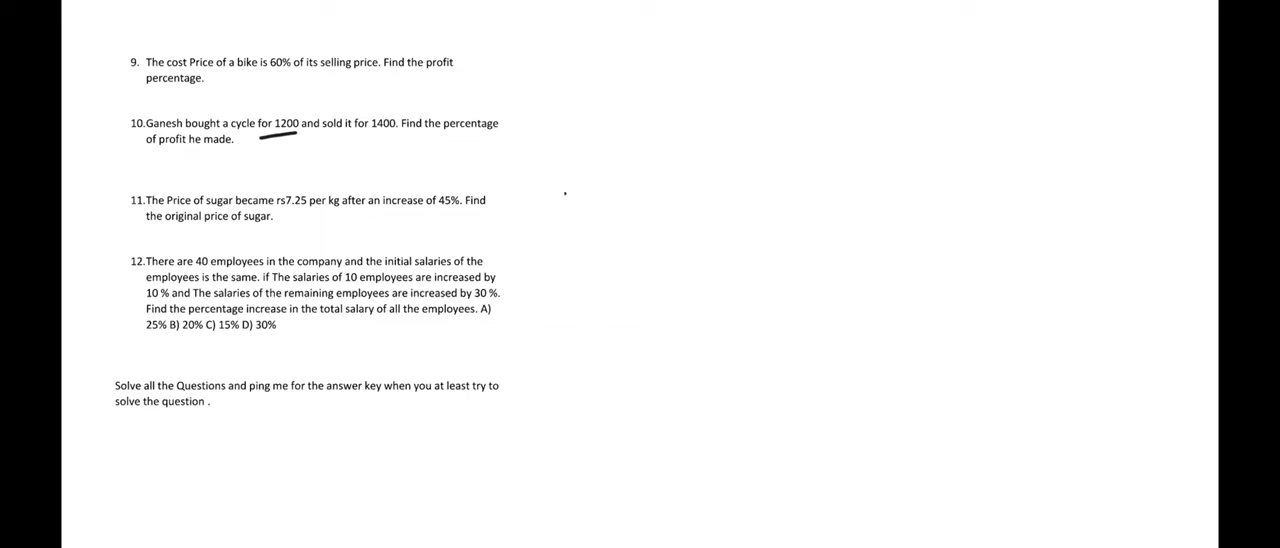 9. The cost Price of a bike is 60% of its selling price. Find the profit
percentage.
10.Ganesh bought a cycle for 1200 and sold it for 1400. Find the percentage
of profit he made.
11.The Price of sugar became rs7.25 per kg after an increase of 45%. Find
the original price of sugar.
12.There are 40 employees in the company and the initial salaries of the
employees is the same. if The salaries of 10 employees are increased by
10 % and The salaries of the remaining employees are increased by 30 %.
Find the percentage increase in the total salary of all the employees. A)
25% B) 20% C) 15% D) 30%
Solve all the Questions and ping me for the answer key when you at least try to
solve the question .